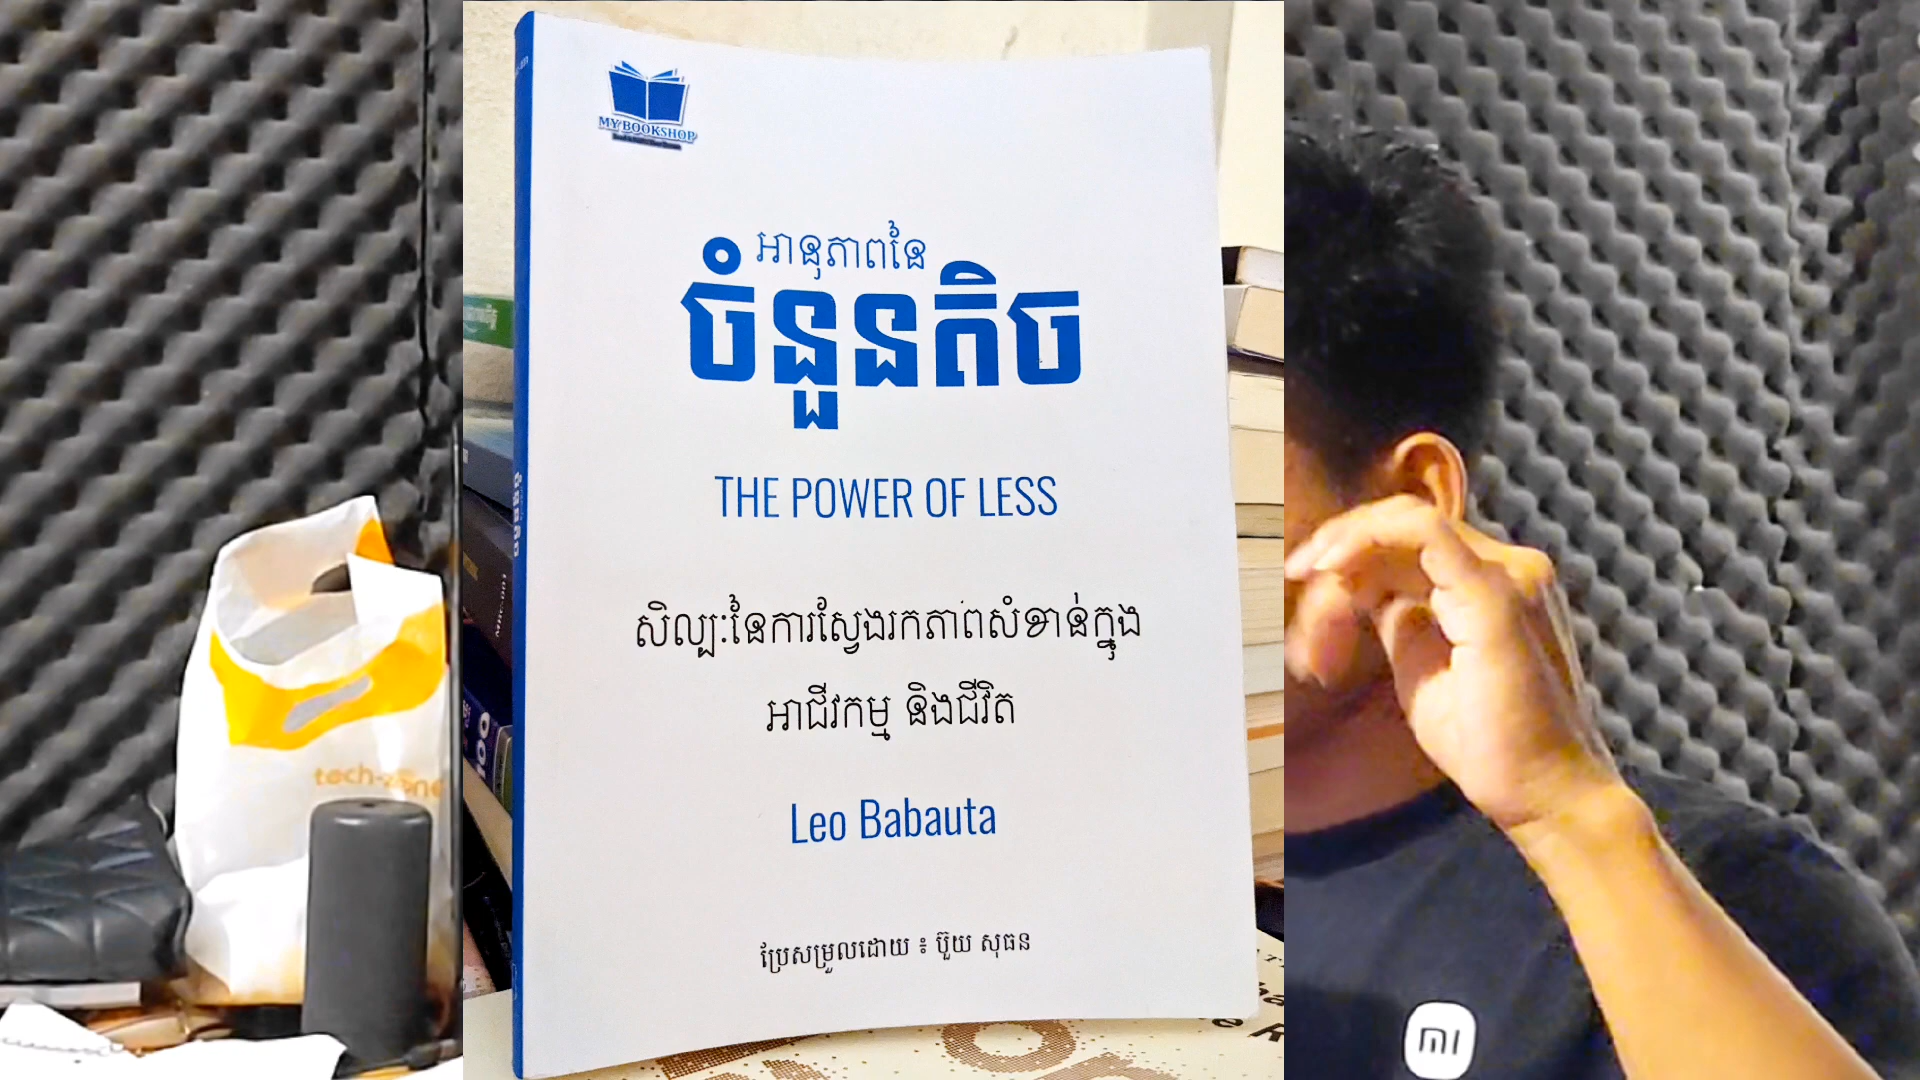 MY BOOKSHOP
អានុភាពនៃ
ចំនួនតិច
THE POWER OF LESS
សិល្បៈនៃការស្វែងរកភាពសំខាន់ក្នុង
អាជីវកម្ម និងជីវិត
Leo Babauta
ប្រែសម្រួលដោយ ៖ ប៊ួយ សុធន
tech-zone
MI